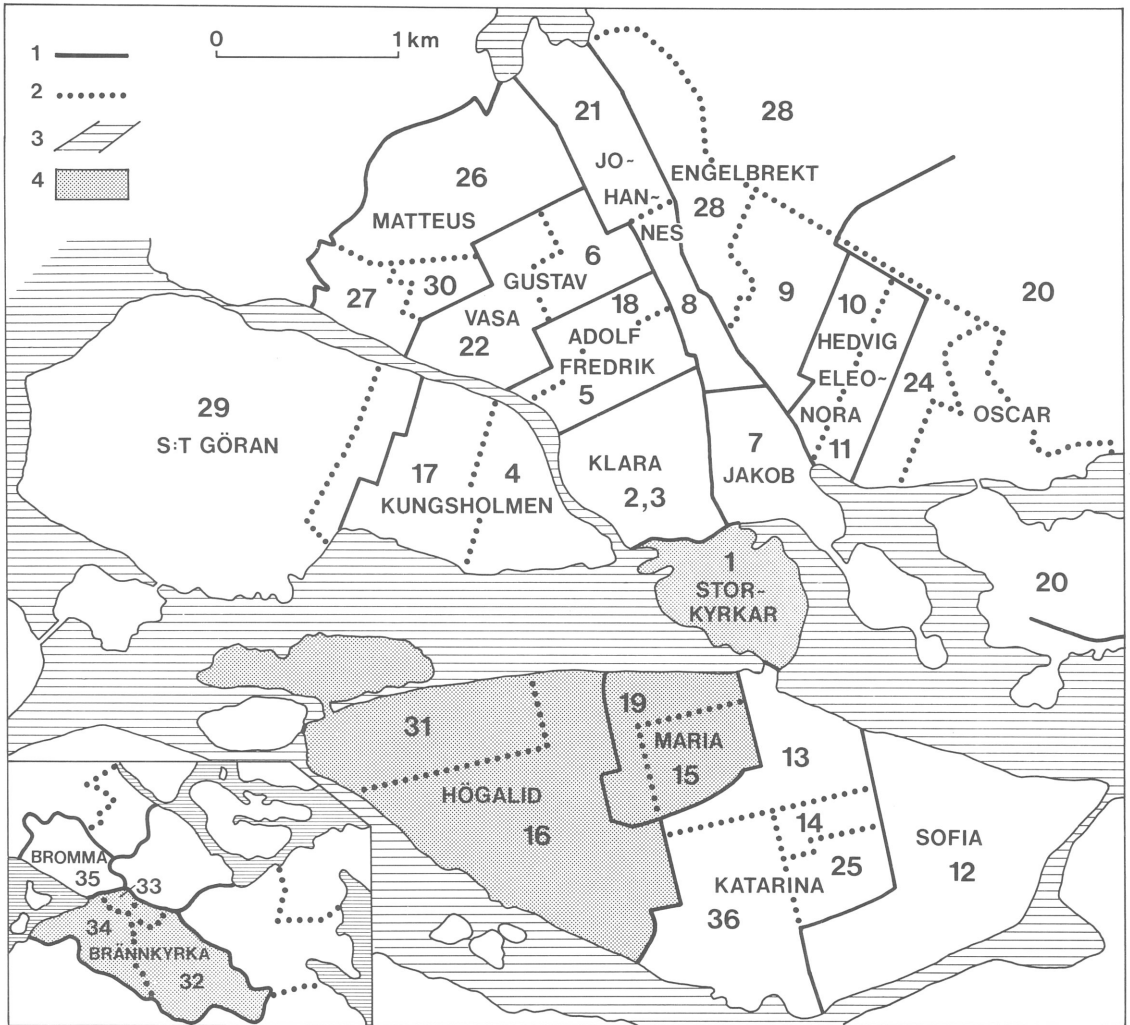 0 1 km
1
2
3
4
21
28
JO~
26
ENGELBREKT
HAN~
28
MATTEUS
NES
6
9
20
27
30
GUSTAV
10
18
8
VASA
ADOLF
HEDVIG
22
FREDRIK
ELEO~
24
29
5
NORA
OSCAR
S:T GÖRAN
7
11
17
4
KLARA
JAKOB
KUNGSHOLMEN
2,3
1
20
STOR-
KYRKAR
19
31
MARIA
13
15
HÖGALID
14
16
SOFIA
BROMMA
25
12
35
33
KATARINA
36
34
BRÄNNKYRKA
32